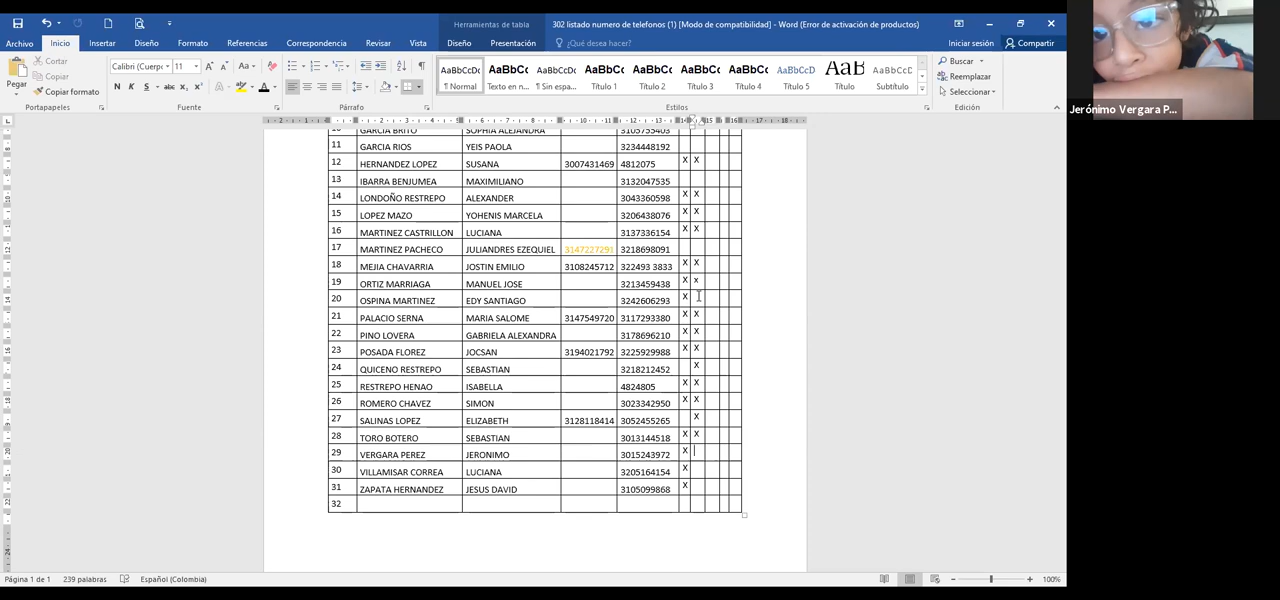 302 listado numero de telefonos (1) [Modo de compatibilidad] - Word (Error de activación de productos)
Herramientas de tabla
Archivo Inicio Insertar Diseño Formato Referencias Correspondencia Revisar Vista Diseño Presentación ¿Qué desea hacer? Iniciar sesión Compartir
Pegar
Cortar
Copiar
Copiar formato
Portapapeles
Calibri (Cuerp 11
N K S abc x₂ x²
Fuente
Párrafo
AaBbCcDc ¶ Normal
AaBbCc Texto en n...
AaBbCcDc ¶ Sin espa...
AaBbCc Título 1
AaBbCc Título 2
AaBbCc Título 3
AaBbCc Título 4
AaBbCcD Título 5
AaB Título
AaBbCcC Subtítulo
Estilos
Buscar
Reemplazar
Seleccionar
Edición
Jerónimo Vergara P...
10 GARCIA BRITO SOPHIA ALEJANDRA 3105755403
11 GARCIA RIOS YEIS PAOLA 3234448192
12 HERNANDEZ LOPEZ SUSANA 3007431469 4812075 X X
13 IBARRA BENJUMEA MAXIMILIANO 3132047535
14 LONDOÑO RESTREPO ALEXANDER 3043360598 X X
15 LOPEZ MAZO YOHENIS MARCELA 3206438076 X X
16 MARTINEZ CASTRILLON LUCIANA 3137336154 X X
17 MARTINEZ PACHECO JULIANDRES EZEQUIEL 3147227291 3218698091
18 MEJIA CHAVARRIA JOSTIN EMILIO 3108245712 322493 3833 X X
19 ORTIZ MARRIAGA MANUEL JOSE 3213459438 X x
20 OSPINA MARTINEZ EDY SANTIAGO 3242606293 X
21 PALACIO SERNA MARIA SALOME 3147549720 3117293380 X X
22 PINO LOVERA GABRIELA ALEXANDRA 3178696210 X X
23 POSADA FLOREZ JOCSAN 3194021792 3225929988 X X
24 QUICENO RESTREPO SEBASTIAN 3218212452 X
25 RESTREPO HENAO ISABELLA 4824805 X X
26 ROMERO CHAVEZ SIMON 3023342950 X X
27 SALINAS LOPEZ ELIZABETH 3128118414 3052455265 X
28 TORO BOTERO SEBASTIAN 3013144518 X X
29 VERGARA PEREZ JERONIMO 3015243972 X
30 VILLAMISAR CORREA LUCIANA 3205164154 X
31 ZAPATA HERNANDEZ JESUS DAVID 3105099868 X
32
Página 1 de 1 239 palabras Español (Colombia) 100%